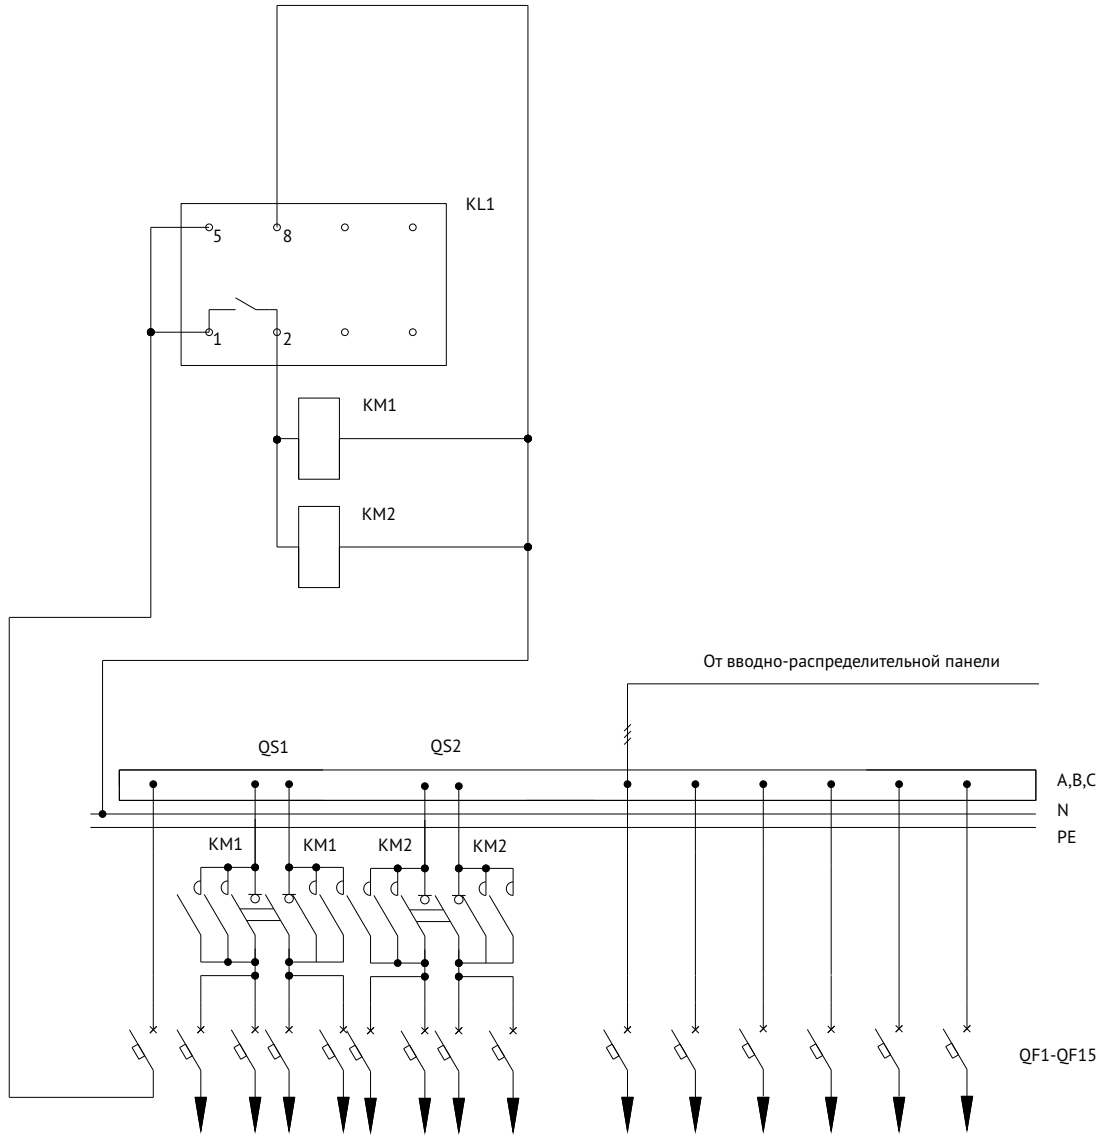 KL1
5
8
1
2
KM1
KM2
От вводно-распределительной панели
QS1
QS2
A,B,C
N
PE
KM1
KM1
KM2
KM2
QF1-QF15